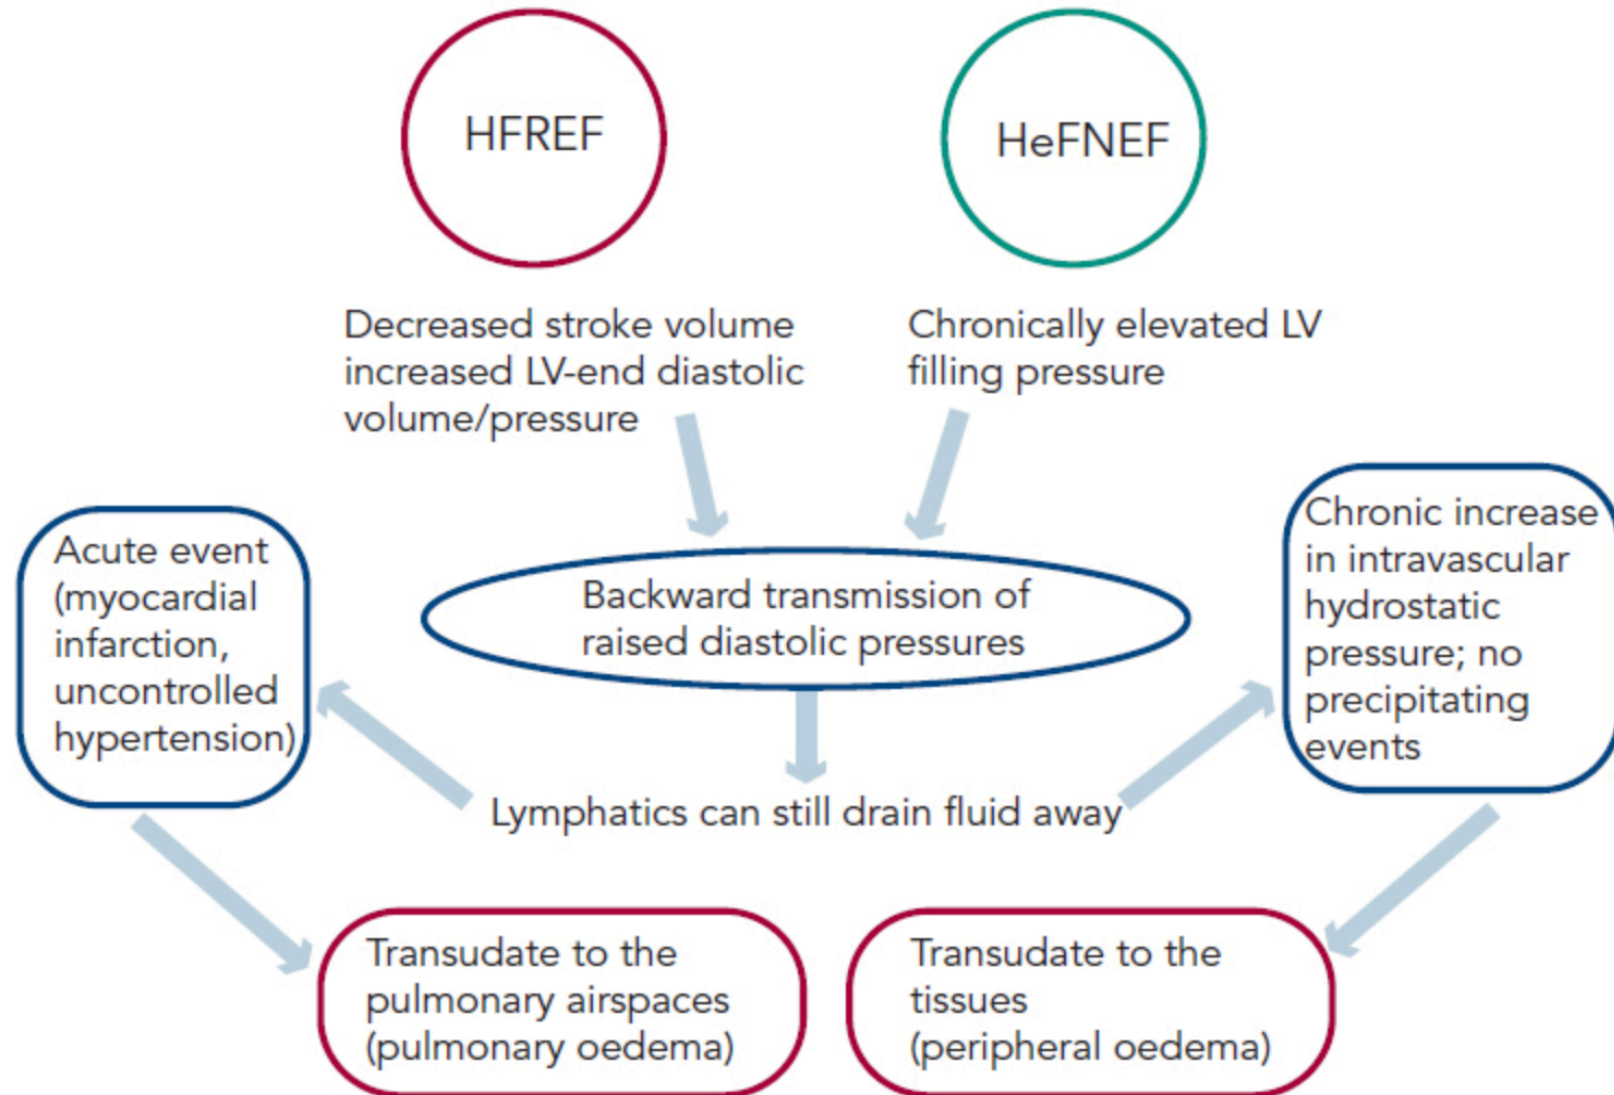 HFREF
HeFNEF
Decreased stroke volume
increased LV-end diastolic
volume/pressure
Chronically elevated LV
filling pressure
Acute event
(myocardial
infarction,
uncontrolled
hypertension)
Backward transmission of
raised diastolic pressures
Chronic increase
in intravascular
hydrostatic
pressure; no
precipitating
events
Lymphatics can still drain fluid away
Transudate to the
pulmonary airspaces
(pulmonary oedema)
Transudate to the
tissues
(peripheral oedema)